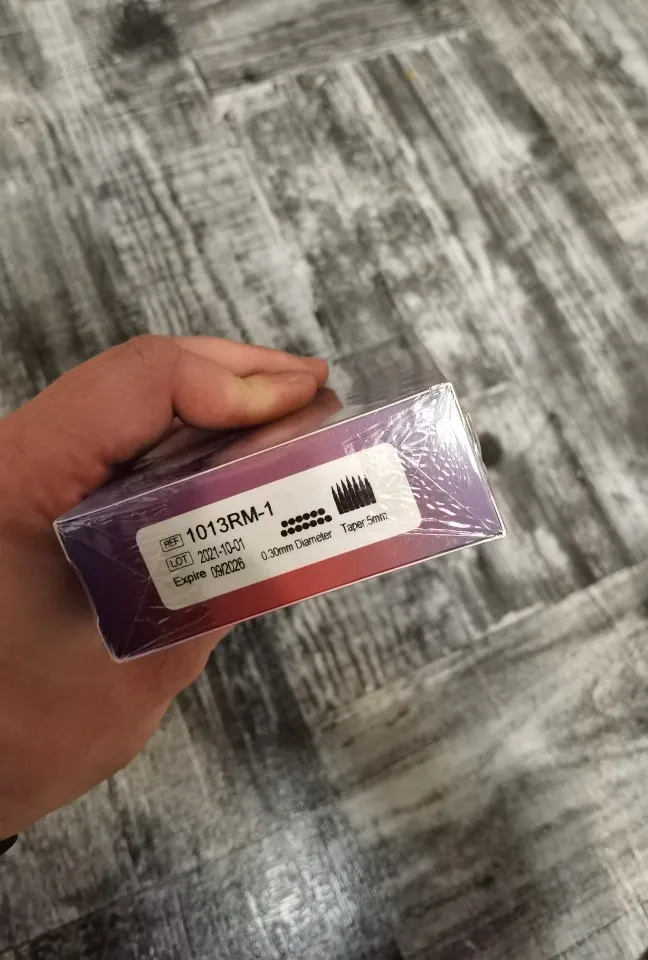 REF 1013RM-1
LOT 2021-10-01
Expire 09/2026
0.30mm Diameter
Taper:5mm